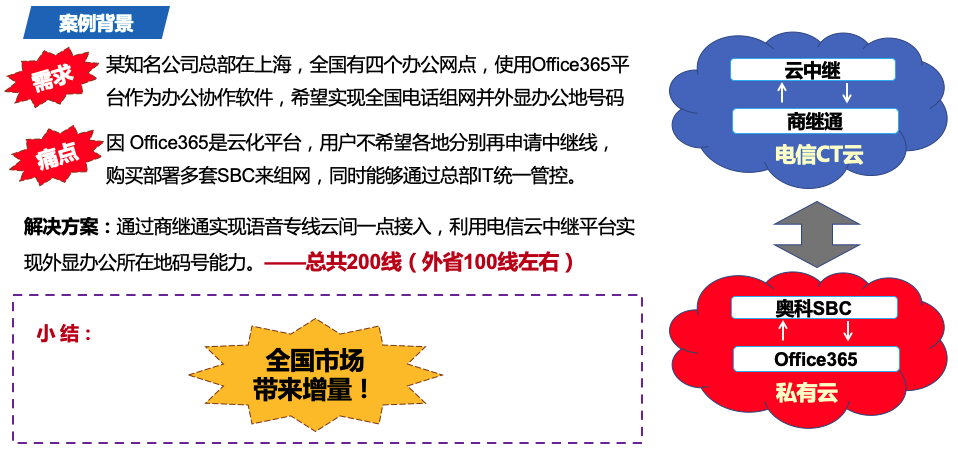 案例背景
需求
某知名公司总部在上海，全国有四个办公网点，使用Office365平
台作为办公协作软件，希望实现全国电话组网并外显办公地号码
痛点
因 Office365是云化平台，用户不希望各地分别再申请中继线，
购买部署多套SBC来组网，同时能够通过总部IT统一管控。
解决方案：通过商继通实现语音专线云间一点接入，利用电信云中继平台实
现外显办公所在地码号能力。——总共200线（外省100线左右）
小 结：
全国市场
带来增量！
云中继
商继通
电信CT云
奥科SBC
Office365
私有云